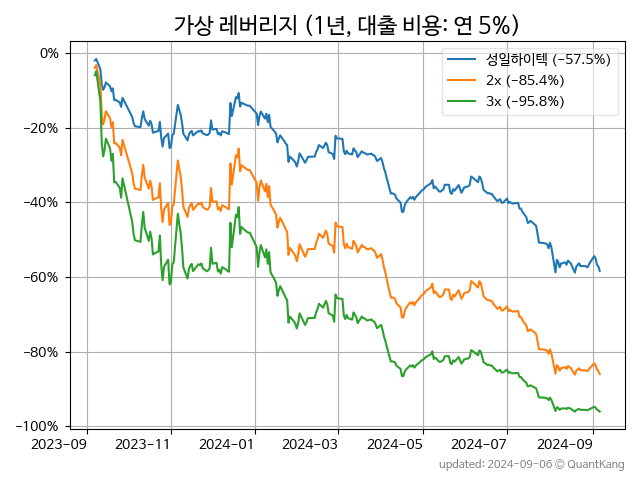 가상 레버리지 (1년, 대출 비용: 연 5%)
성일하이텍 (−57.5%)
2x (−85.4%)
3x (−95.8%)
0%
−20%
−40%
−60%
−80%
−100%
2023-09 2023-11 2024-01 2024-03 2024-05 2024-07 2024-09
updated: 2024-09-06 © QuantKang